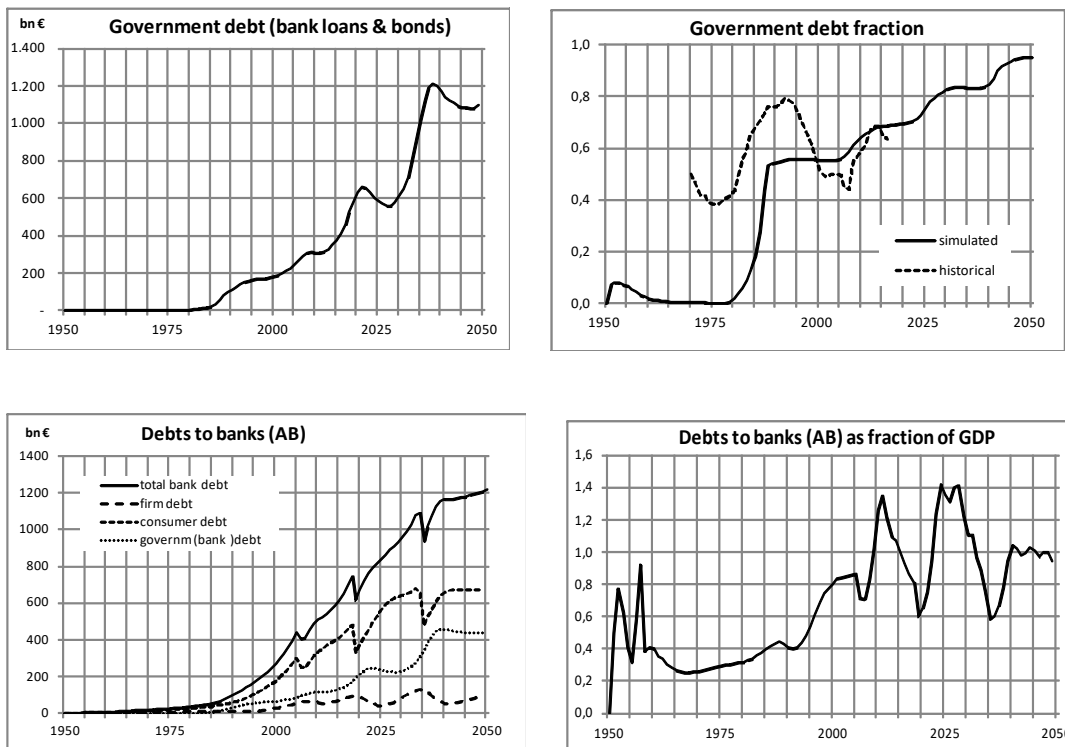 bn €
Government debt (bank loans & bonds)
1.400
1.200
1.000
800
600
400
200
-
1950 1975 2000 2025 2050
Government debt fraction
1,0
0,8
0,6
0,4
0,2
0,0
simulated
historical
1950 1975 2000 2025 2050
bn €
Debts to banks (AB)
1400
1200
1000
800
600
400
200
0
total bank debt
firm debt
consumer debt
governm (bank )debt
1950 1975 2000 2025 2050
Debts to banks (AB) as fraction of GDP
1,6
1,4
1,2
1,0
0,8
0,6
0,4
0,2
0,0
1950 1975 2000 2025 2050